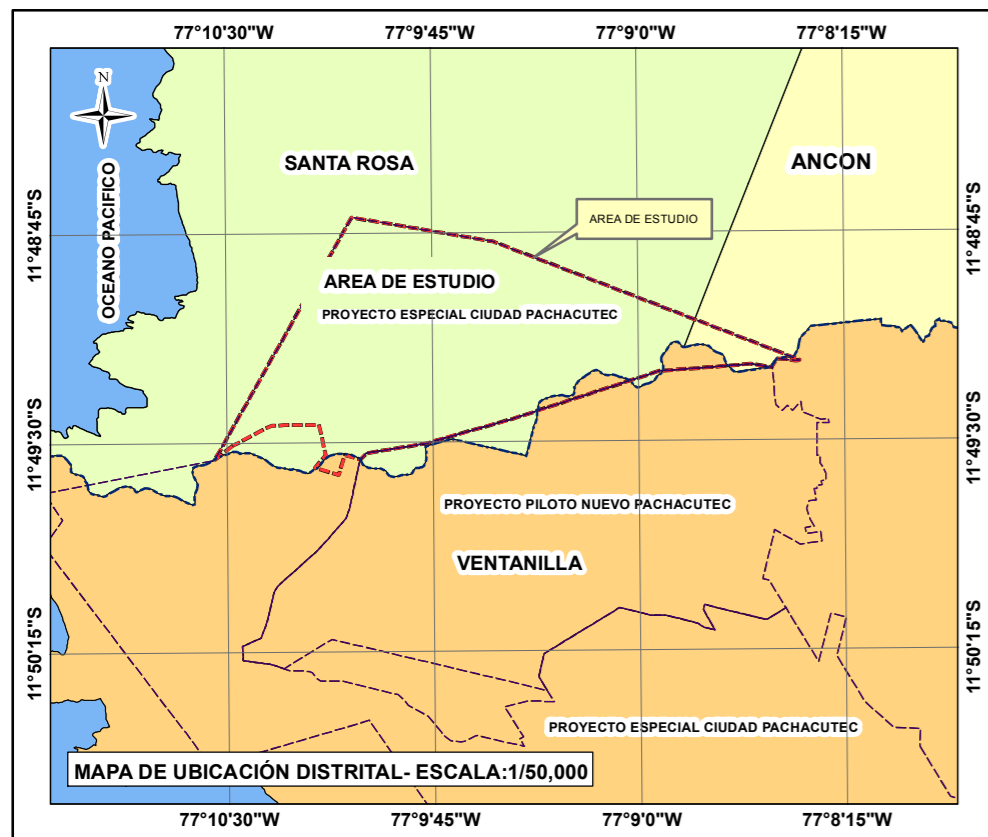 77°10'30"W
77°9'45"W
77°9'0"W
77°8'15"W
N
OCEANO PACIFICO
SANTA ROSA
ANCON
11°48'45"S
11°48'45"S
AREA DE ESTUDIO
AREA DE ESTUDIO
PROYECTO ESPECIAL CIUDAD PACHACUTEC
11°49'30"S
11°49'30"S
PROYECTO PILOTO NUEVO PACHACUTEC
VENTANILLA
11°50'15"S
11°50'15"S
PROYECTO ESPECIAL CIUDAD PACHACUTEC
MAPA DE UBICACIÓN DISTRITAL- ESCALA:1/50,000
77°10'30"W
77°9'45"W
77°9'0"W
77°8'15"W